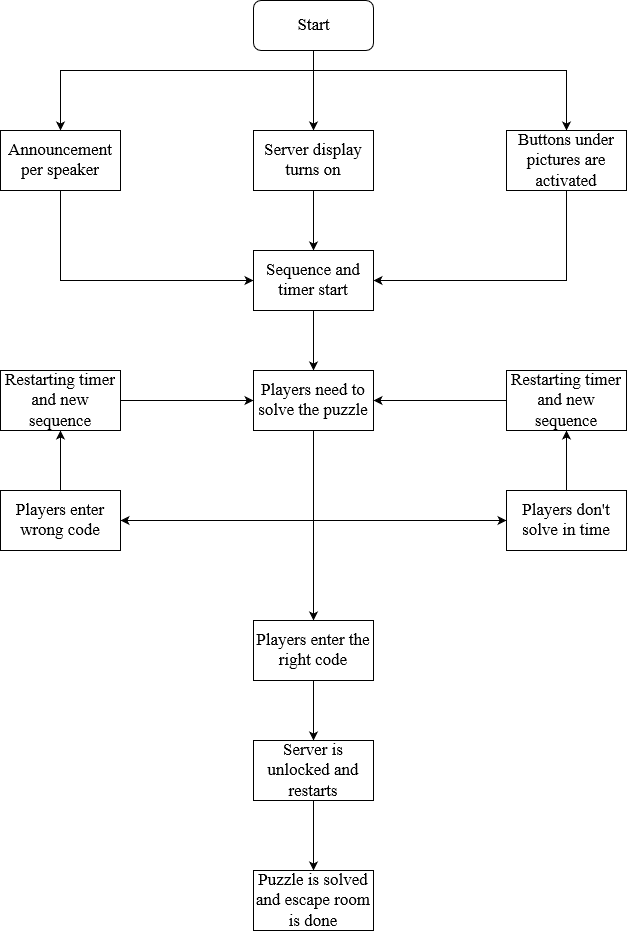 Start
Announcement
per speaker
Server display
turns on
Buttons under
pictures are
activated
Sequence and
timer start
Restarting timer
and new
sequence
Players need to
solve the puzzle
Restarting timer
and new
sequence
Players enter
wrong code
Players don't
solve in time
Players enter the
right code
Server is
unlocked and
restarts
Puzzle is solved
and escape room
is done